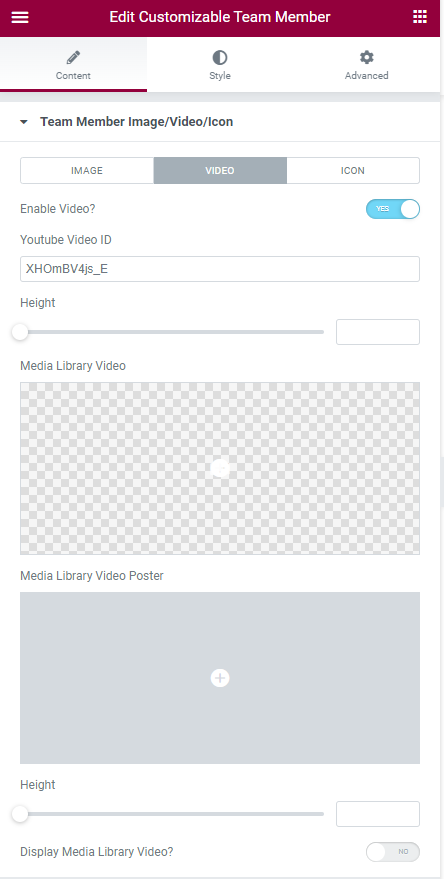 Edit Customizable Team Member
Content Style Advanced
Team Member Image/Video/Icon
IMAGE VIDEO ICON
Enable Video? YES
Youtube Video ID
XHOmBV4js_E
Height
Media Library Video
Media Library Video Poster
Height
Display Media Library Video? NO